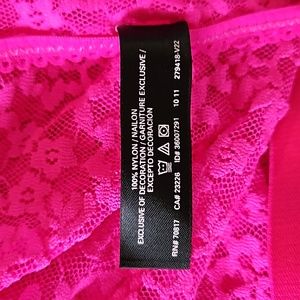 100% NYLON / NAILON
EXCLUSIVE OF DECORATION / GARNITURE EXCLUSIVE /
EXCEPTO DECORACIÓN
RN# 70817 CA# 23226 ID# 36007291 10 11 279418-V22